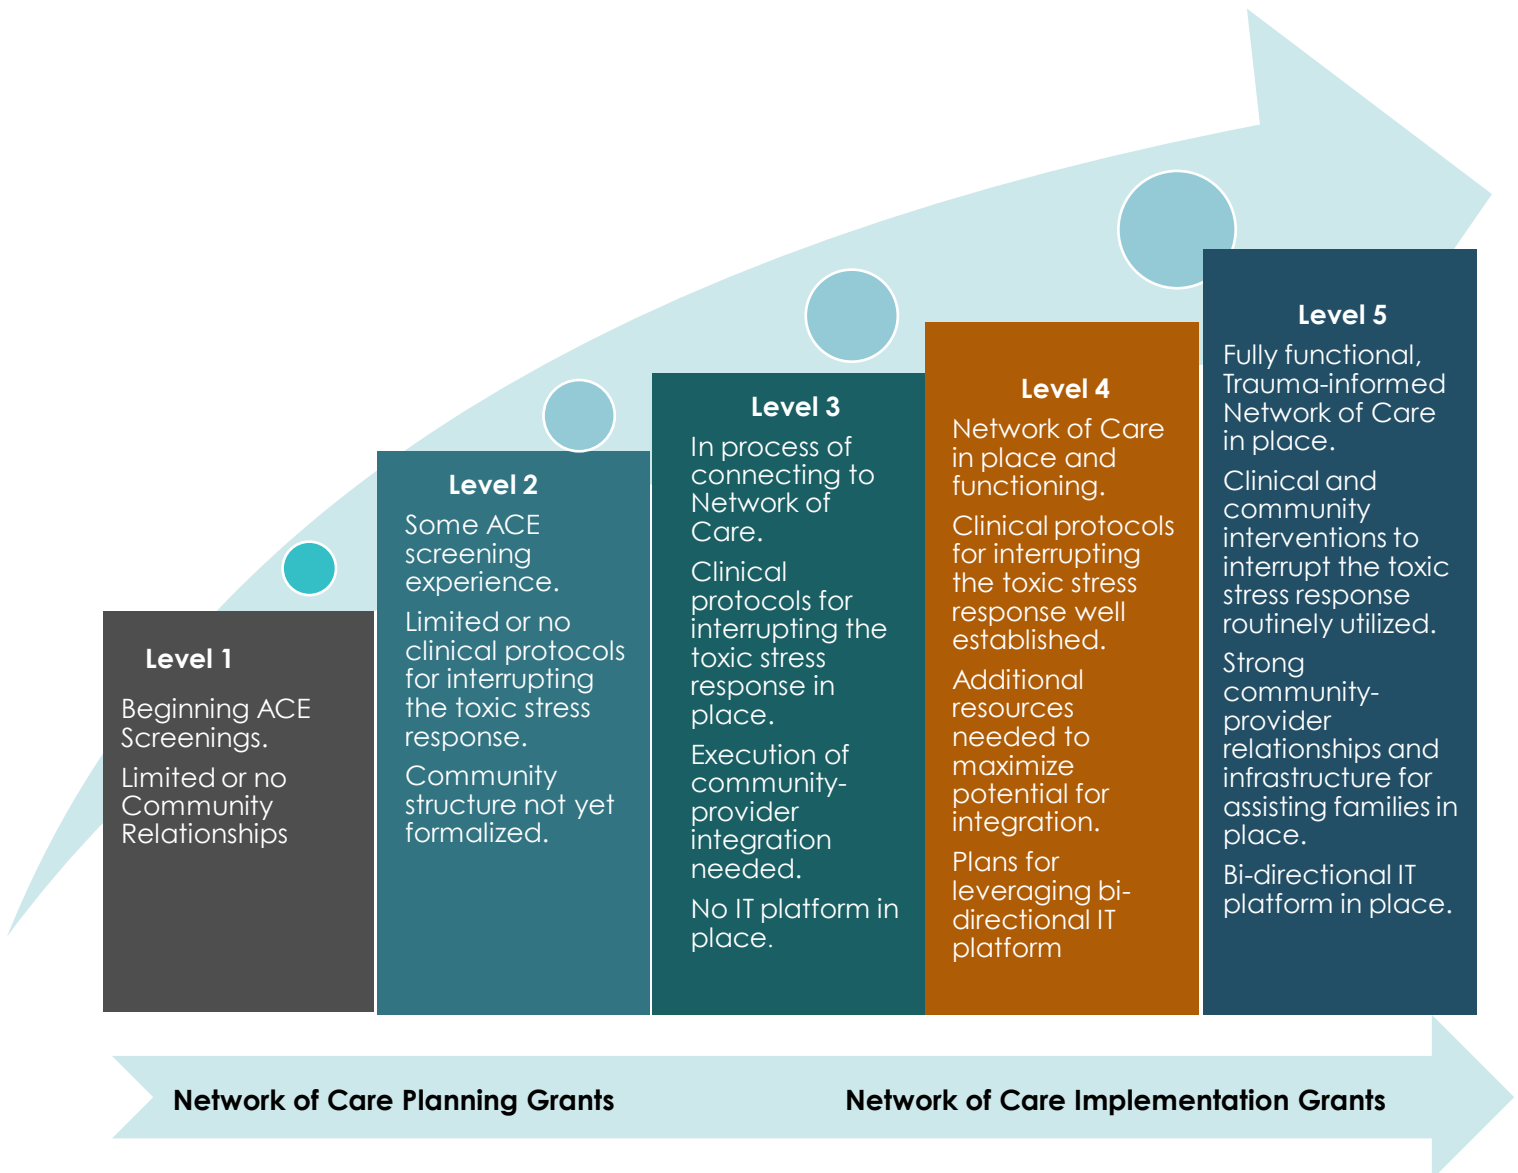 Level 1
Beginning ACE
Screenings.
Limited or no
Community
Relationships
Level 2
Some ACE
screening
experience.
Limited or no
clinical protocols
for interrupting
the toxic stress
response.
Community
structure not yet
formalized.
Level 3
In process of
connecting to
Network of
Care.
Clinical
protocols for
interrupting the
toxic stress
response in
place.
Execution of
community-
provider
integration
needed.
No IT platform in
place.
Level 4
Network of Care
in place and
functioning.
Clinical protocols
for interrupting
the toxic stress
response well
established.
Additional
resources
needed to
maximize
potential for
integration.
Plans for
leveraging bi-
directional IT
platform
Level 5
Fully functional,
Trauma-informed
Network of Care
in place.
Clinical and
community
interventions to
interrupt the toxic
stress response
routinely utilized.
Strong
community-
provider
relationships and
infrastructure for
assisting families in
place.
Bi-directional IT
platform in place.
Network of Care Planning Grants
Network of Care Implementation Grants